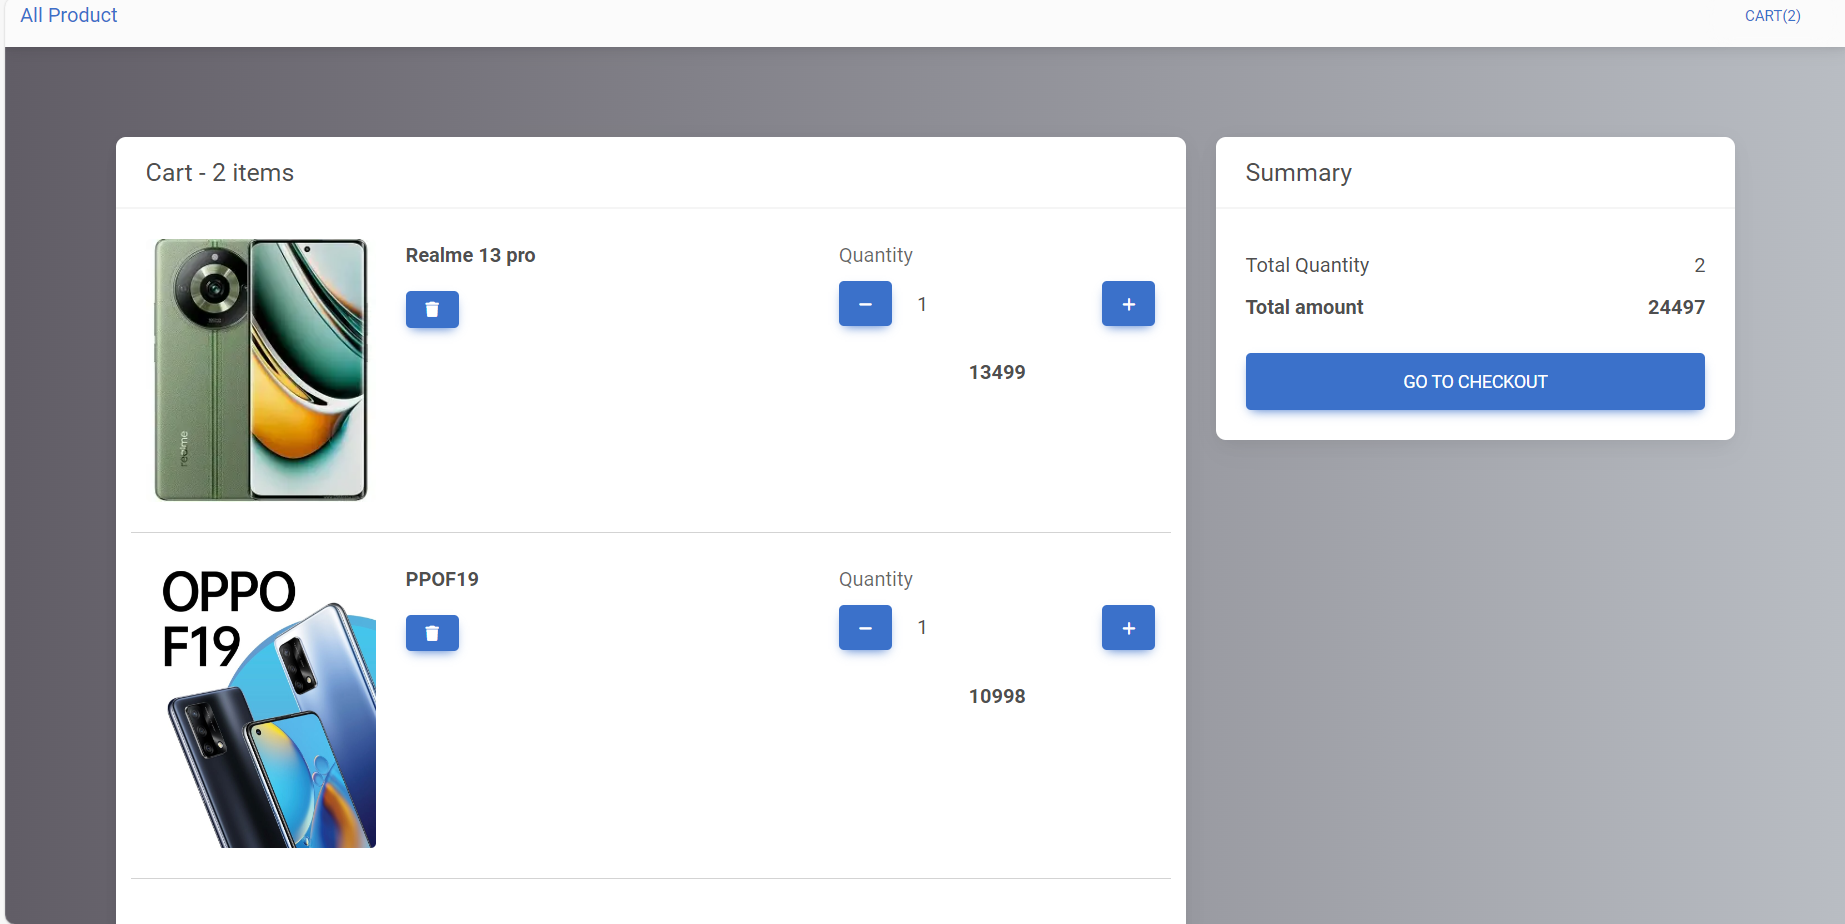 All Product
CART(2)
Cart - 2 items
Realme 13 pro
Quantity
1
13499
realme
OPPO
F19
PPOF19
Quantity
1
10998
Summary
Total Quantity 2
Total amount 24497
GO TO CHECKOUT